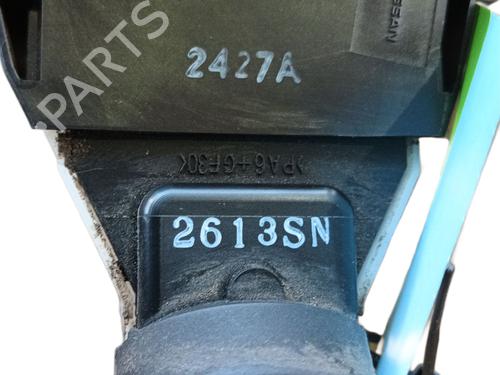 NISSAN
2427A
>PA6+GF30<
2613SN
B PARTS